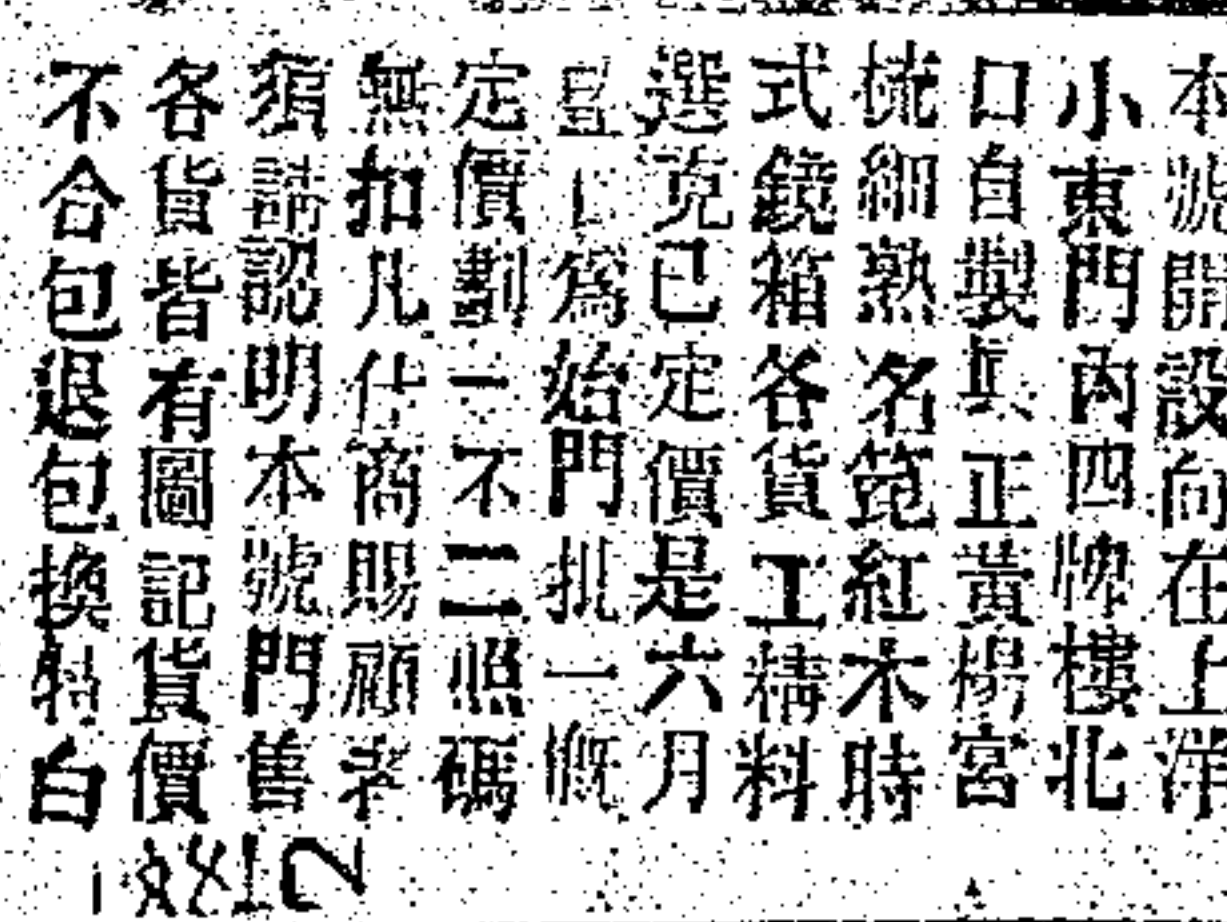 本號開設向在上洋
小東門內四牌樓北
口自製真正黃楊宮
梳細熟名篦紅木時
式鏡箱各貨工精料
選克已定價是六月
為始門批一概
定價劃一不二照碼
無扣凡仕商賜顧者
須請認明本號門售
各貨皆有圖記貨價
不合包退包換特白